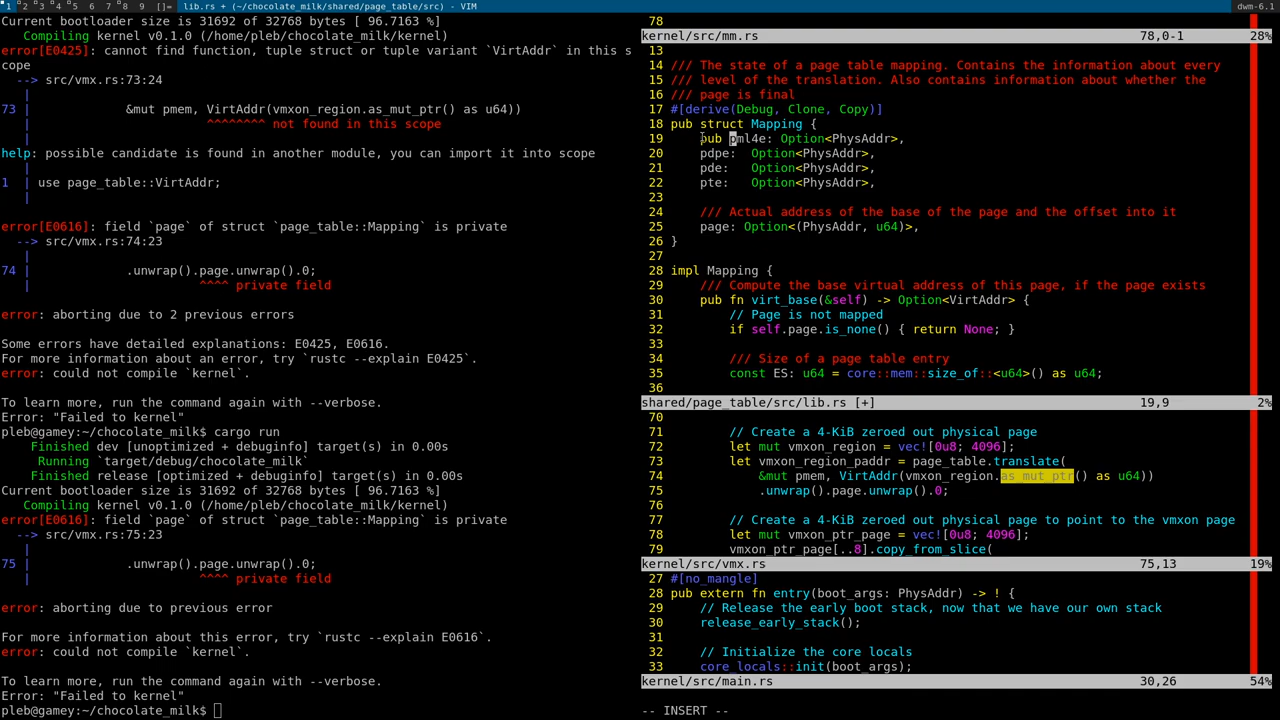 1 2 3 4 5 6 7 8 9 []= lib.rs + (~/chocolate_milk/shared/page_table/src) - VIM dwm-6.1
Current bootloader size is 31692 of 32768 bytes [ 96.7163 %]
Compiling kernel v0.1.0 (/home/pleb/chocolate_milk/kernel)
error[E0425]: cannot find function, tuple struct or tuple variant `VirtAddr` in this s
cope
--> src/vmx.rs:73:24
|
73 | &mut pmem, VirtAddr(vmxon_region.as_mut_ptr() as u64))
| ^^^^^^^^ not found in this scope
|
help: possible candidate is found in another module, you can import it into scope
|
1 | use page_table::VirtAddr;
|
error[E0616]: field `page` of struct `page_table::Mapping` is private
--> src/vmx.rs:74:23
|
74 | .unwrap().page.unwrap().0;
| ^^^^ private field
error: aborting due to 2 previous errors
Some errors have detailed explanations: E0425, E0616.
For more information about an error, try `rustc --explain E0425`.
error: could not compile `kernel`.
To learn more, run the command again with --verbose.
Error: "Failed to kernel"
pleb@gamey:~/chocolate_milk$ cargo run
Finished dev [unoptimized + debuginfo] target(s) in 0.00s
Running `target/debug/chocolate_milk`
Finished release [optimized + debuginfo] target(s) in 0.00s
Current bootloader size is 31692 of 32768 bytes [ 96.7163 %]
Compiling kernel v0.1.0 (/home/pleb/chocolate_milk/kernel)
error[E0616]: field `page` of struct `page_table::Mapping` is private
--> src/vmx.rs:75:23
|
75 | .unwrap().page.unwrap().0;
| ^^^^ private field
error: aborting due to previous error
For more information about this error, try `rustc --explain E0616`.
error: could not compile `kernel`.
To learn more, run the command again with --verbose.
Error: "Failed to kernel"
pleb@gamey:~/chocolate_milk$
78
kernel/src/mm.rs 78,0-1 28%
13
14 /// The state of a page table mapping. Contains the information about every
15 /// level of the translation. Also contains information about whether the
16 /// page is final
17 #[derive(Debug, Clone, Copy)]
18 pub struct Mapping {
19 pub pml4e: Option<PhysAddr>,
20 pdpe: Option<PhysAddr>,
21 pde: Option<PhysAddr>,
22 pte: Option<PhysAddr>,
23
24 /// Actual address of the base of the page and the offset into it
25 page: Option<(PhysAddr, u64)>,
26 }
27
28 impl Mapping {
29 /// Compute the base virtual address of this page, if the page exists
30 pub fn virt_base(&self) -> Option<VirtAddr> {
31 // Page is not mapped
32 if self.page.is_none() { return None; }
33
34 /// Size of a page table entry
35 const ES: u64 = core::mem::size_of::<u64>() as u64;
36
shared/page_table/src/lib.rs [+] 19,9 2%
70
71 // Create a 4-KiB zeroed out physical page
72 let mut vmxon_region = vec![0u8; 4096];
73 let vmxon_region_paddr = page_table.translate(
74 &mut pmem, VirtAddr(vmxon_region.as_mut_ptr() as u64))
75 .unwrap().page.unwrap().0;
76
77 // Create a 4-KiB zeroed out physical page to point to the vmxon page
78 let mut vmxon_ptr_page = vec![0u8; 4096];
79 vmxon_ptr_page[..8].copy_from_slice(
kernel/src/vmx.rs 75,13 19%
27 #[no_mangle]
28 pub extern fn entry(boot_args: PhysAddr) -> ! {
29 // Release the early boot stack, now that we have our own stack
30 release_early_stack();
31
32 // Initialize the core locals
33 core_locals::init(boot_args);
kernel/src/main.rs 30,26 54%
-- INSERT --